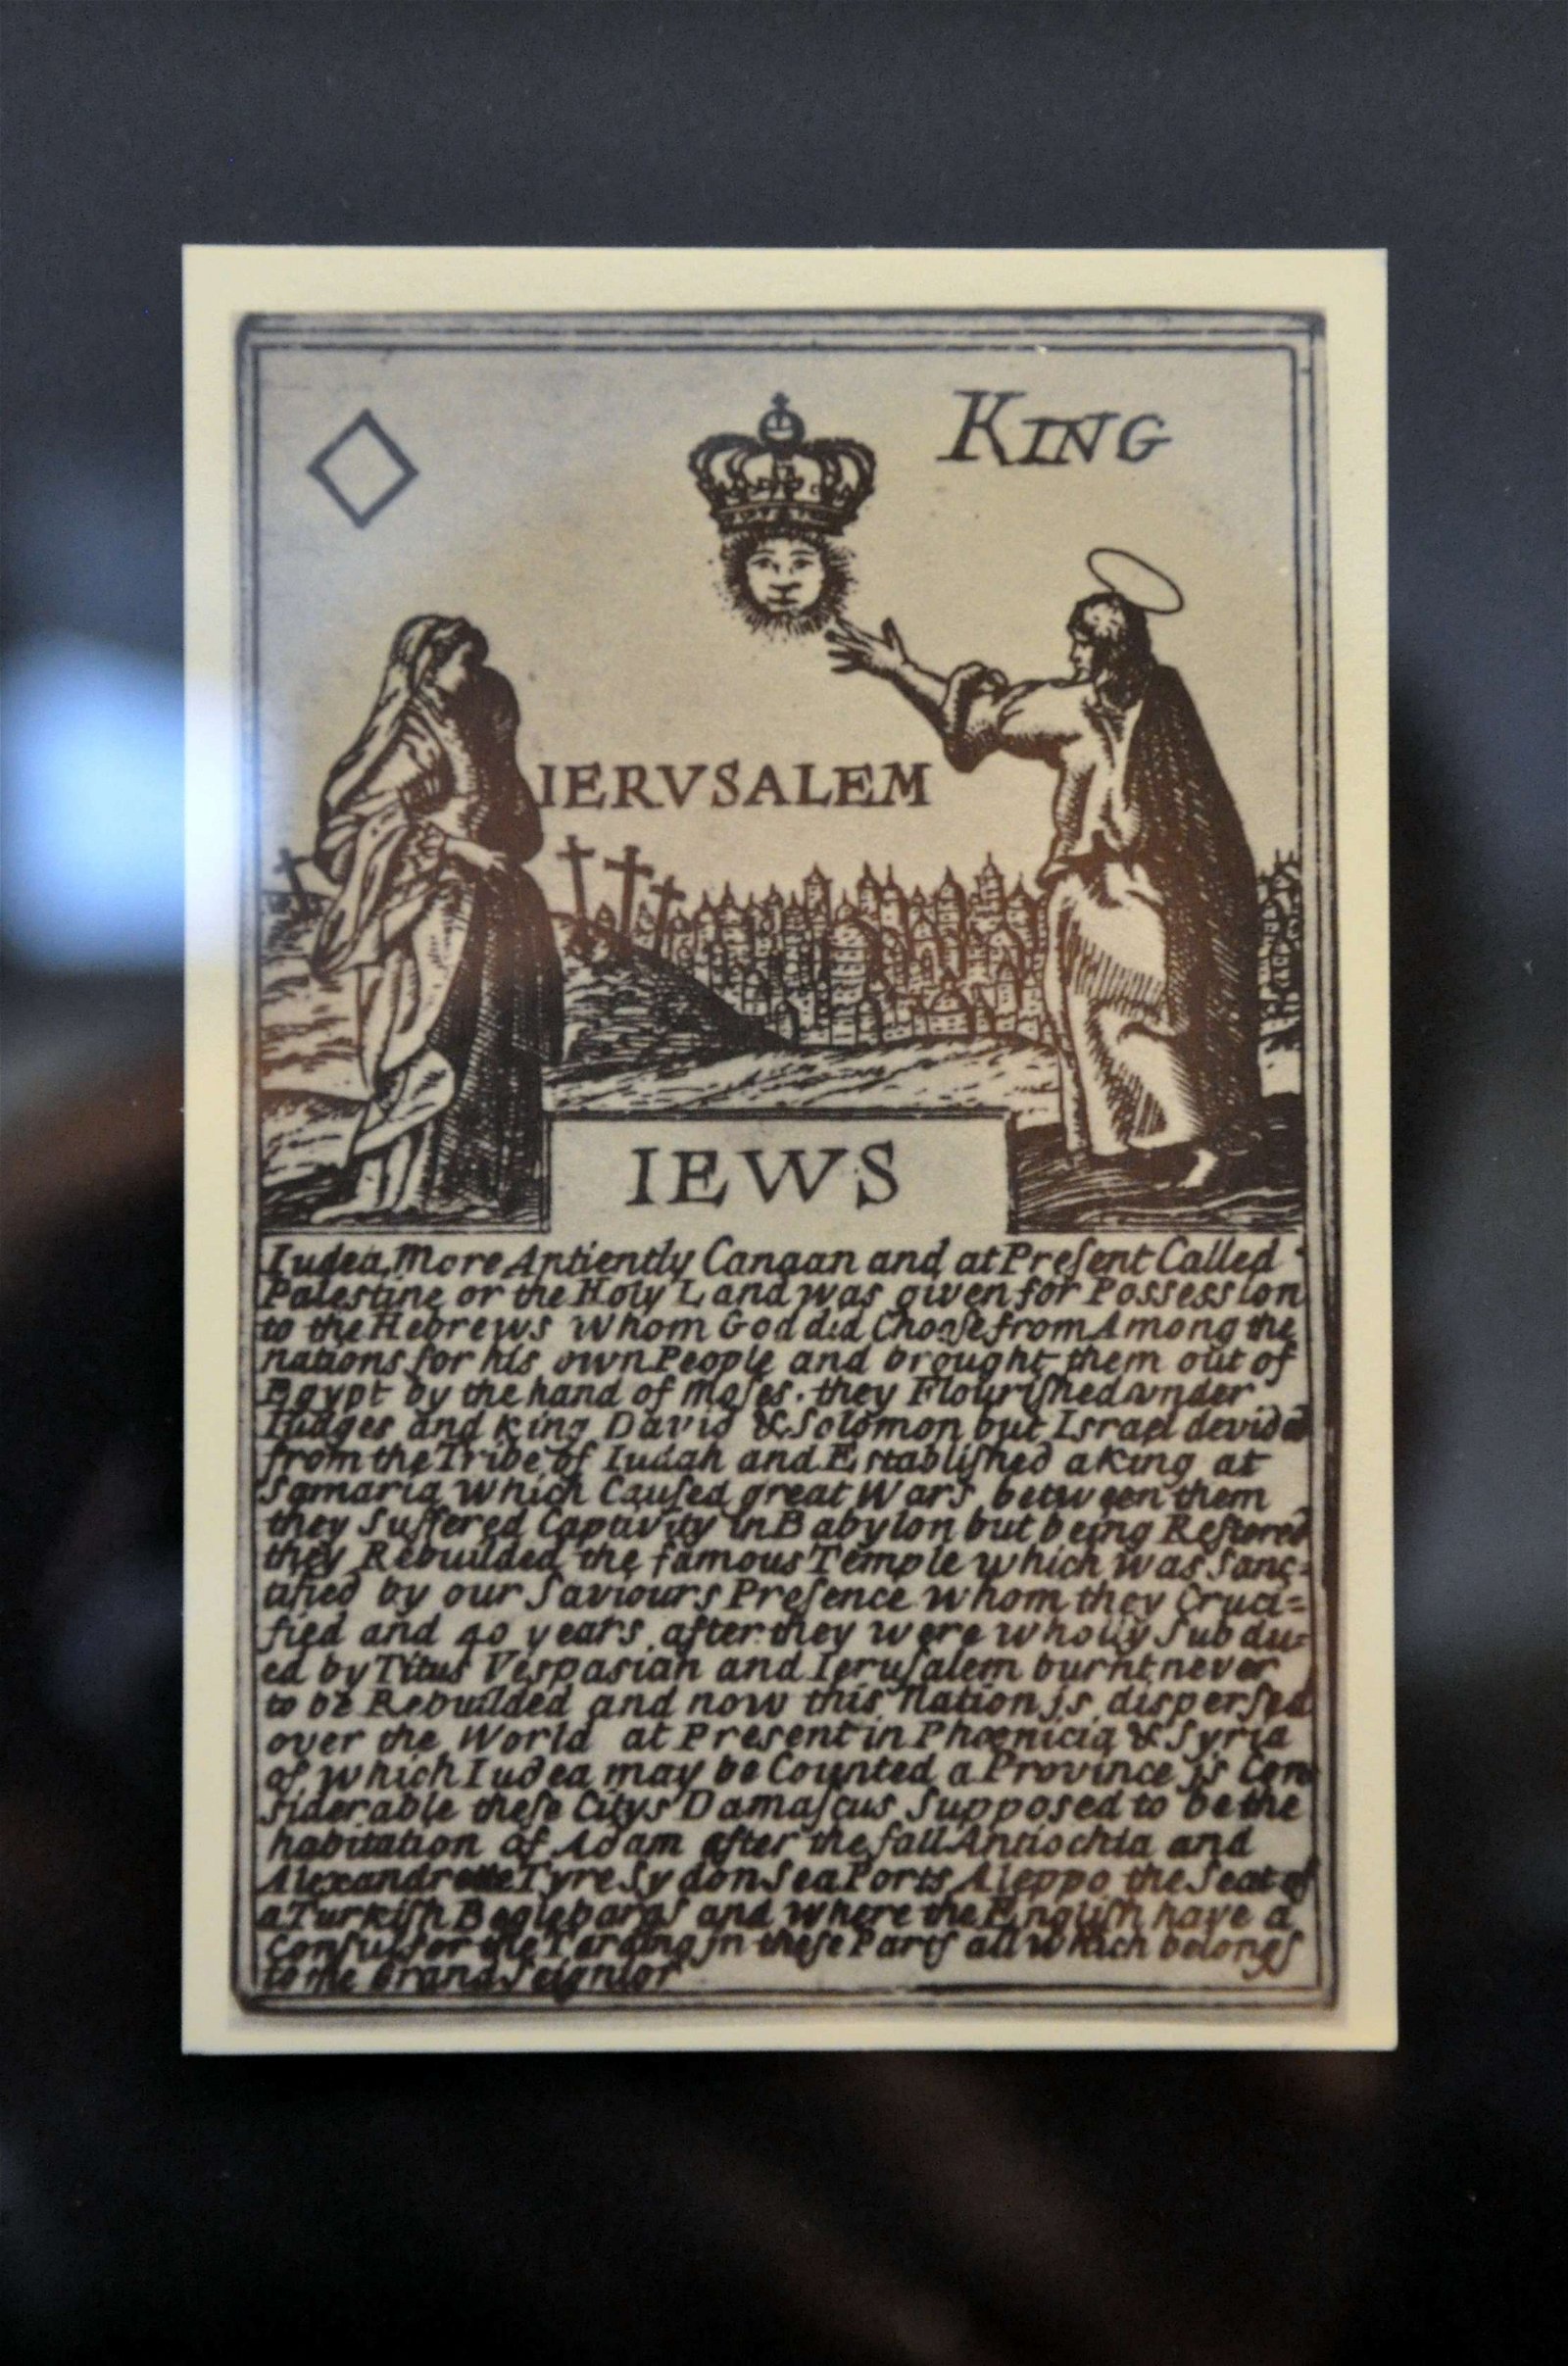 KING
IERVSALEM
IEWS
Iudea More Antiently Canaan and at Preſent Called
Palestine or the Holy Land was given for Possession
to the Hebrews whom God did Chooſe from Among the
nations for his own People and brought them out of
Egypt by the hand of Moſes. they Flouriſhed vnder
Iudges and King David & Solomon but Israel devided
from the Tribe of Iudah and Established a King at
Samaria which Cauſed great Wars between them
they Suffered Captivity in Babylon but being Reſtored
they Rebuilded the famous Temple which was Sanc=
tified by our Saviours Preſence whom they Cruci=
fied and 40 years after they were wholly Subdu=
ed by Titus Vespasian and Ieruſalem burnt never
to be Rebuilded and now this Nation is disperſed
over the World at Present in Phœnicia & Syria
of which Iudea may be Counted a Province is Con
siderable theſe Citys Damaſcus Supposed to be the
habitation of Adam after the fall Antiochia and
Alexandrette Tyre Sydon Sea Ports Aleppo the Seat of
a Turkiſh and where the Engliſh have a
Conſul for the in theſe Parts all which belongs
to the Grand Seignior